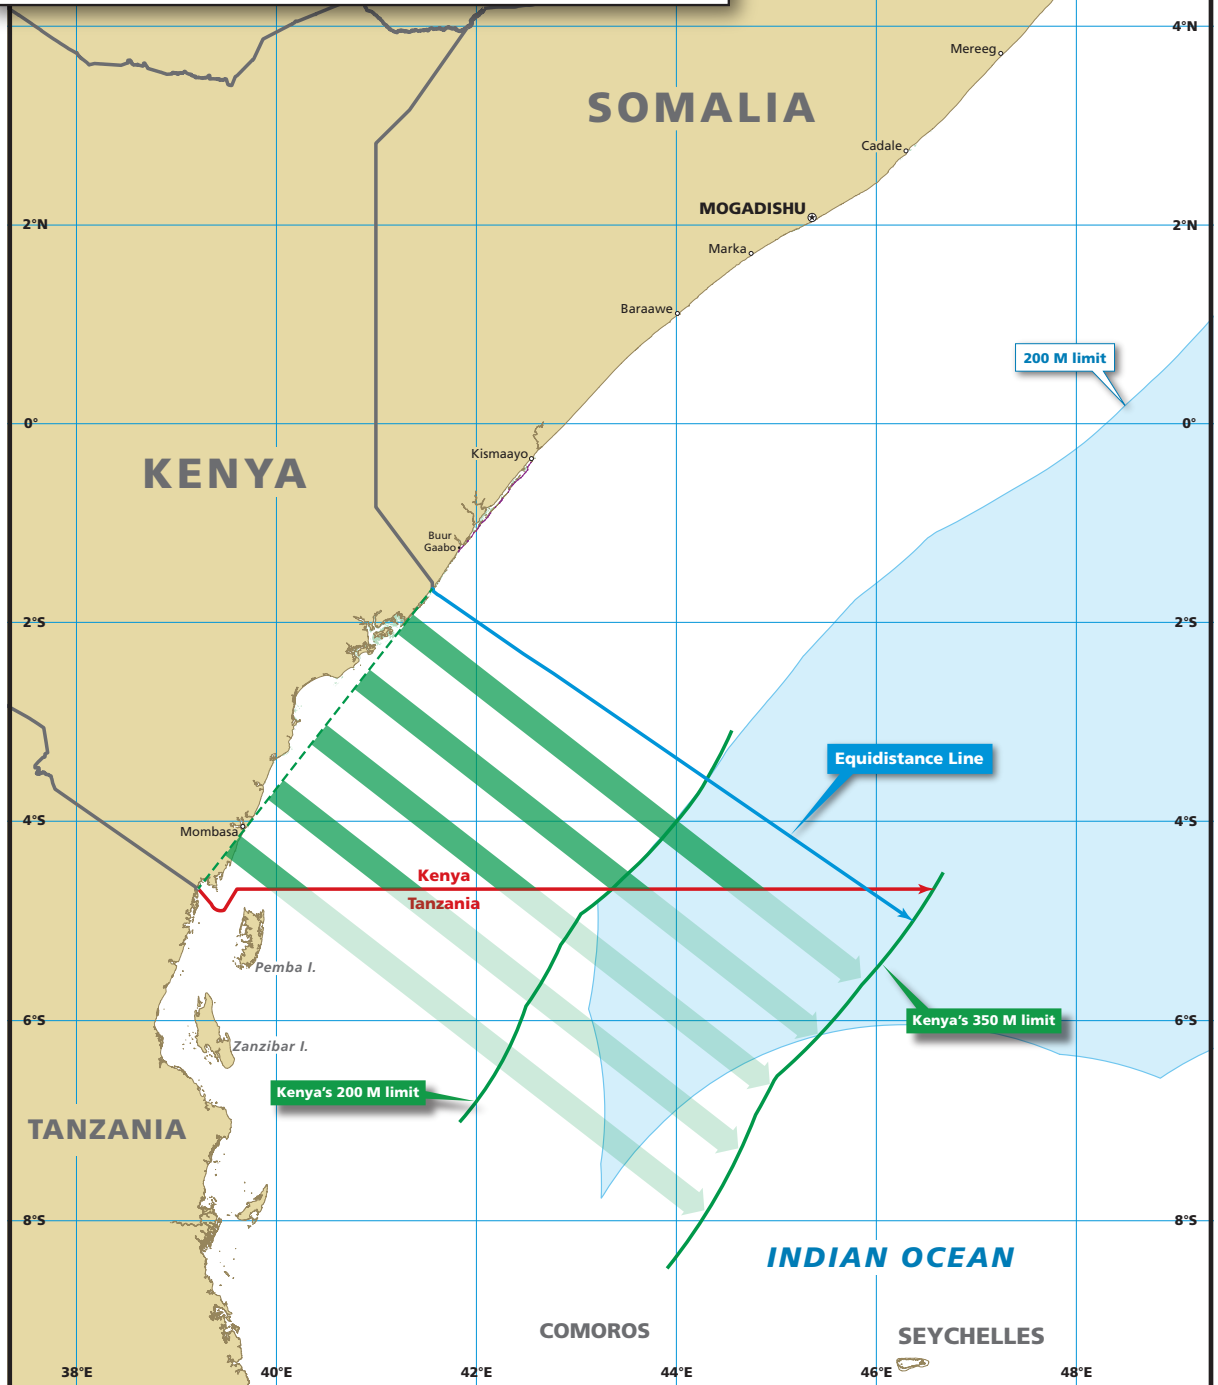 4°N
Mereeg
SOMALIA
Cadale
MOGADISHU
2°N
2°N
Marka
Baraawe
200 M limit
0°
0°
Kismaayo
KENYA
Buur
Gaabo
2°S
2°S
Equidistance Line
4°S
4°S
Mombasa
Kenya
Tanzania
Pemba I.
6°S
6°S
Kenya's 350 M limit
Zanzibar I.
Kenya's 200 M limit
TANZANIA
8°S
8°S
INDIAN OCEAN
COMOROS
SEYCHELLES
38°E
40°E
42°E
44°E
46°E
48°E